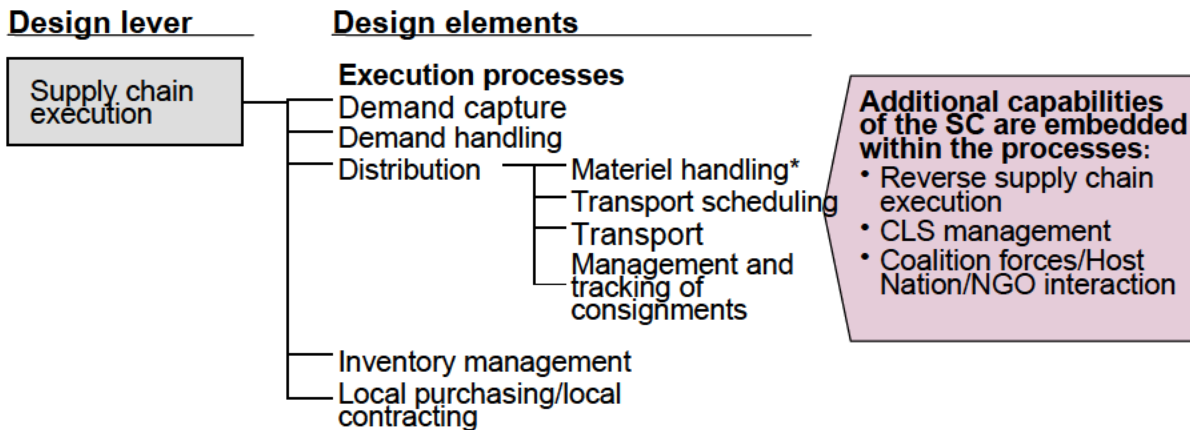 Design lever
Design elements
Supply chain
execution
Execution processes
Demand capture
Demand handling
Distribution
Materiel handling*
Transport scheduling
Transport
Management and
tracking of
consignments
Inventory management
Local purchasing/local
contracting
Additional capabilities
of the SC are embedded
within the processes:
• Reverse supply chain
execution
• CLS management
• Coalition forces/Host
Nation/NGO interaction